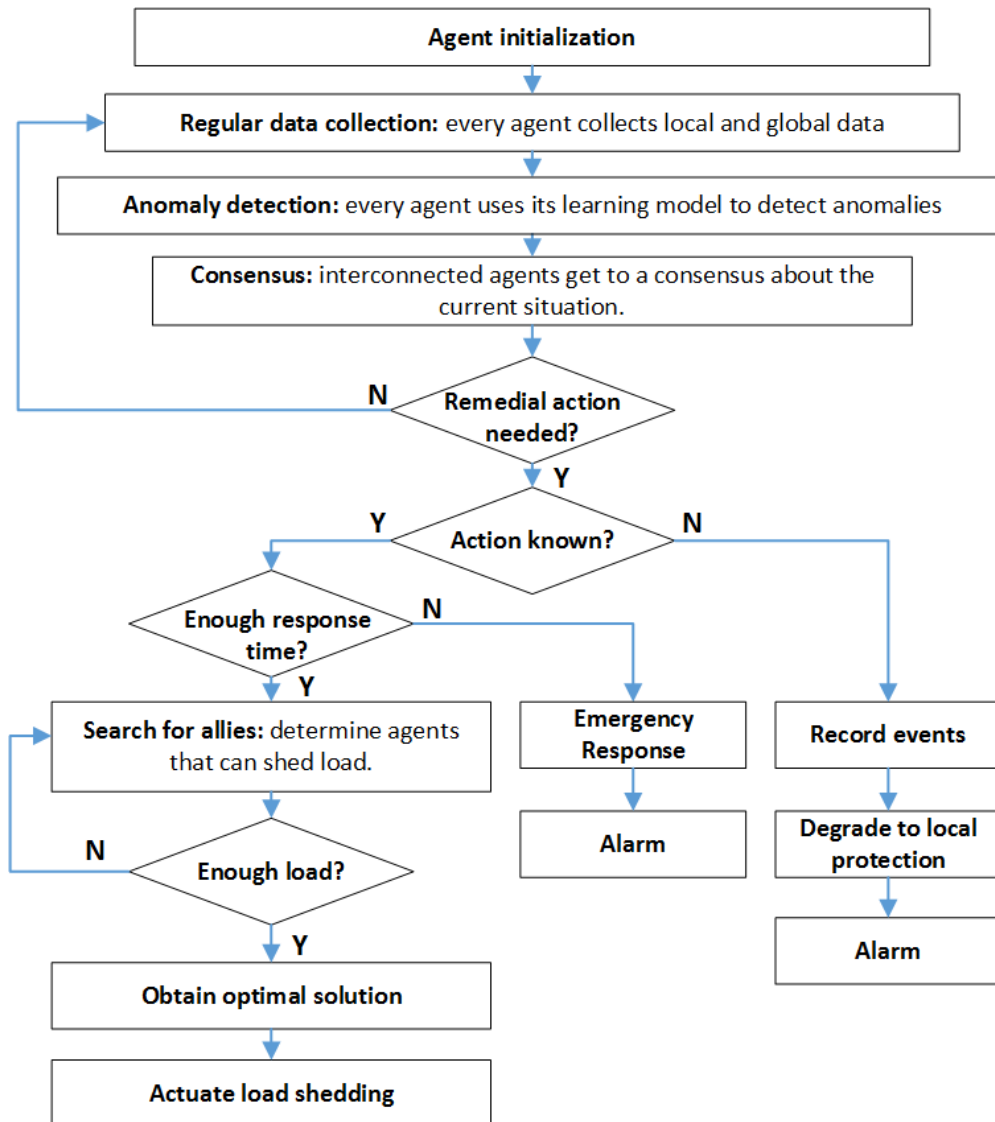 Agent initialization
Regular data collection: every agent collects local and global data
Anomaly detection: every agent uses its learning model to detect anomalies
Consensus: interconnected agents get to a consensus about the
current situation.
N
Remedial action
needed?
Y
Y
N
Action known?
N
Enough response
time?
Y
Search for allies: determine agents
that can shed load.
Emergency
Response
Record events
Alarm
Degrade to local
protection
N
Enough load?
Y
Alarm
Obtain optimal solution
Actuate load shedding